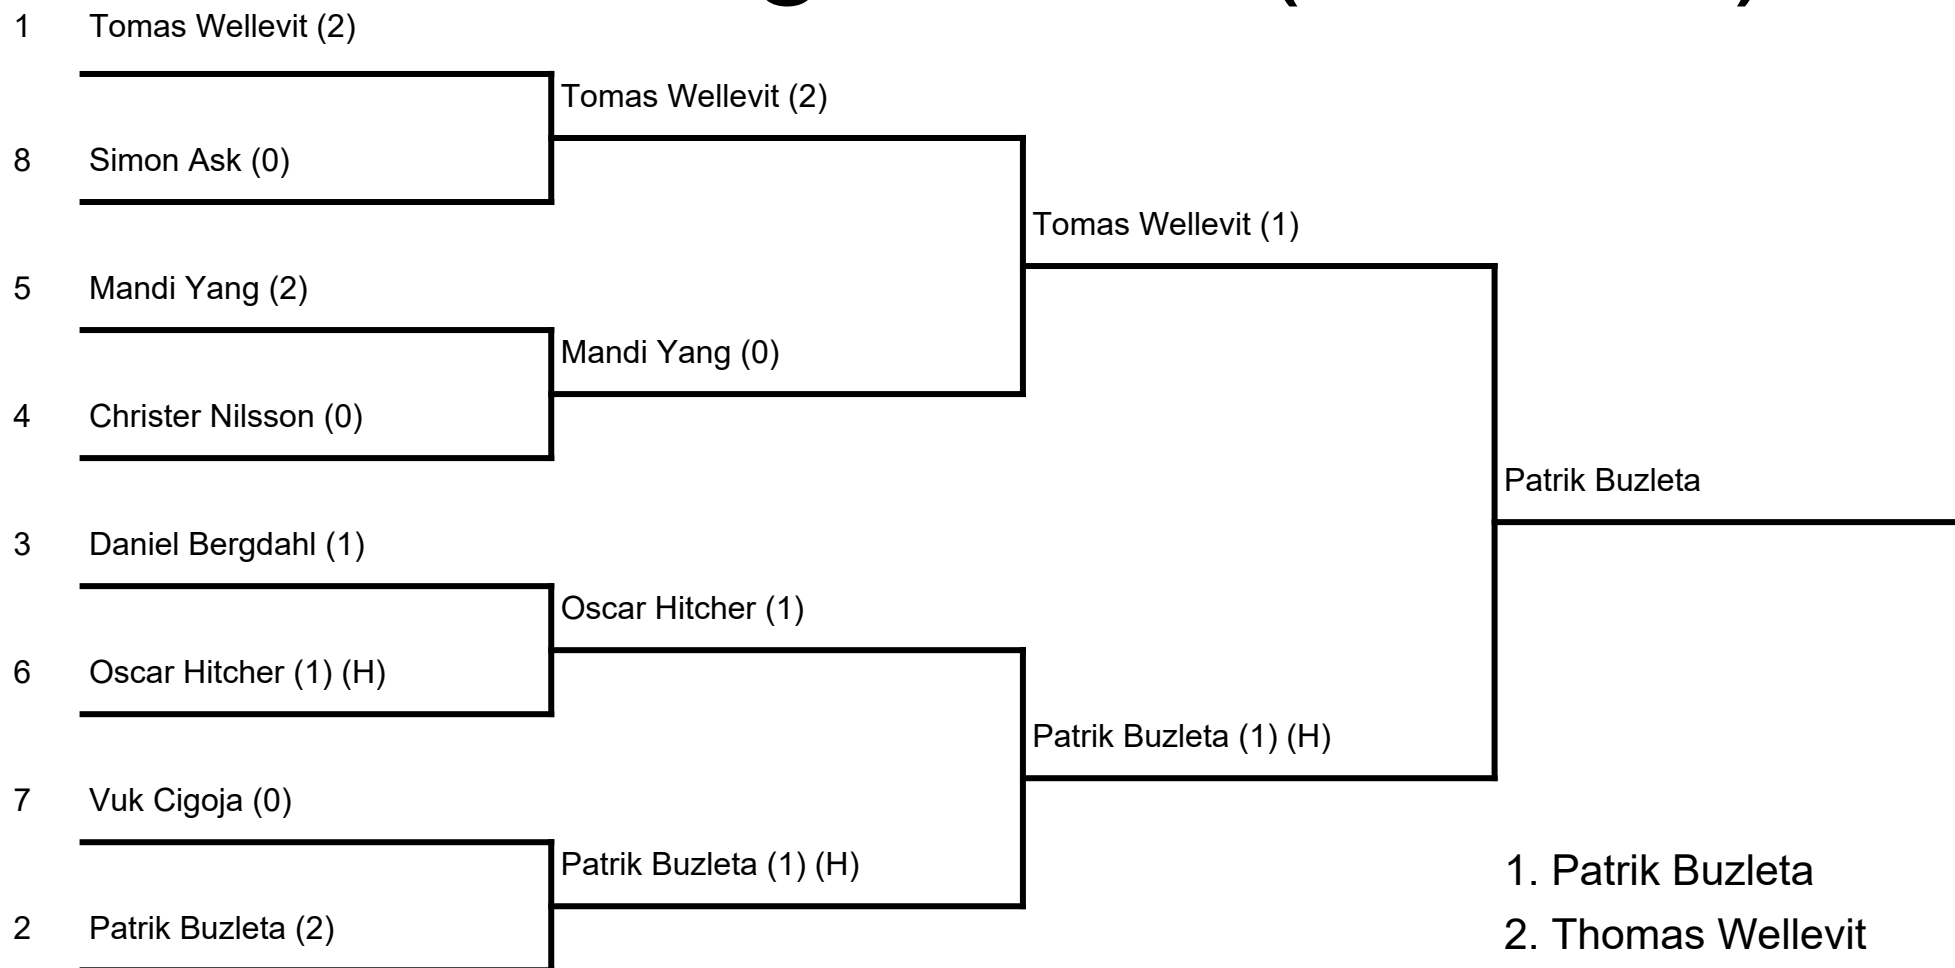 1 Tomas Wellevit (2)
Tomas Wellevit (2)
8 Simon Ask (0)
Tomas Wellevit (1)
5 Mandi Yang (2)
Mandi Yang (0)
4 Christer Nilsson (0)
Patrik Buzleta
3 Daniel Bergdahl (1)
Oscar Hitcher (1)
6 Oscar Hitcher (1) (H)
Patrik Buzleta (1) (H)
7 Vuk Cigoja (0)
Patrik Buzleta (1) (H)
1. Patrik Buzleta
2 Patrik Buzleta (2)
2. Thomas Wellevit